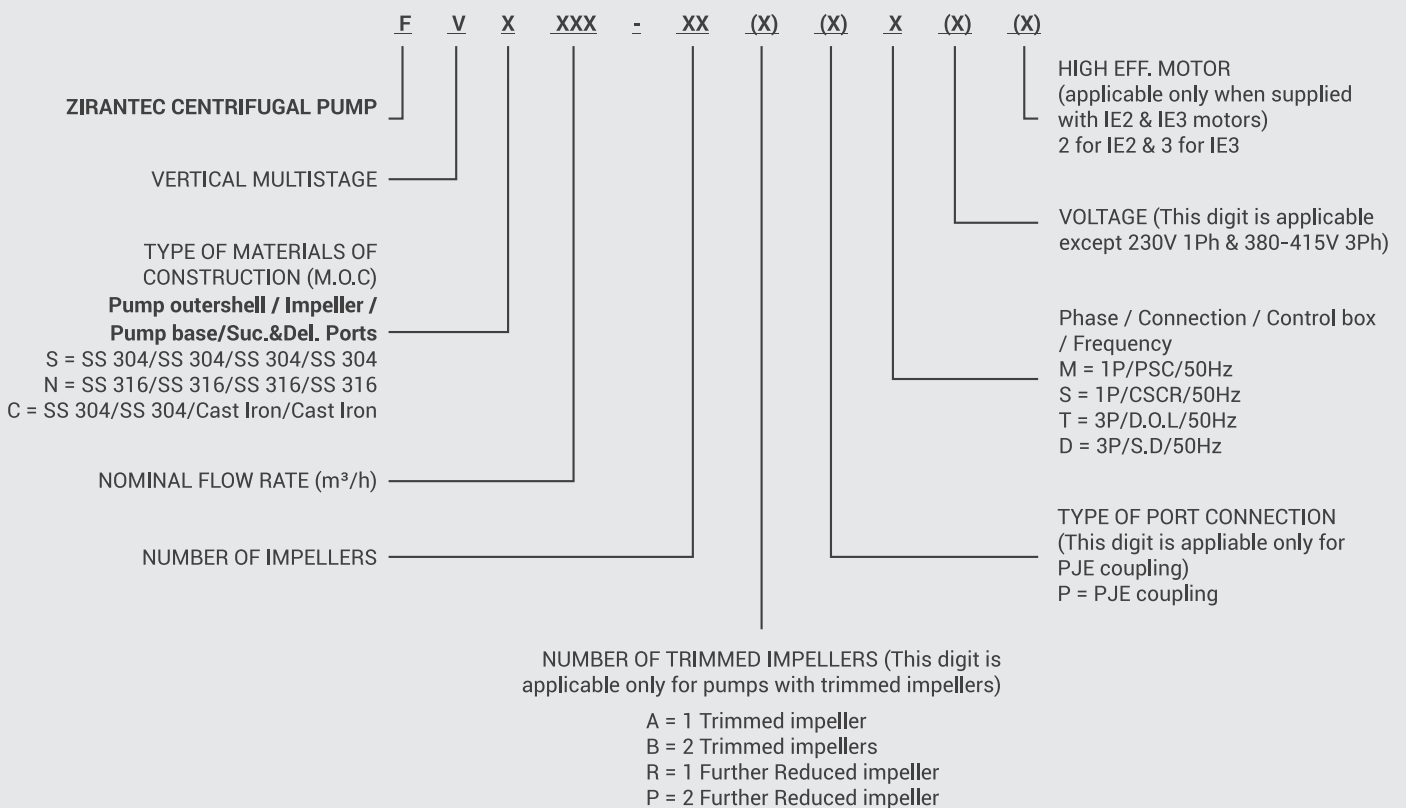 F V X XXX - XX (X) (X) X (X) (X)
ZIRANTEC CENTRIFUGAL PUMP
VERTICAL MULTISTAGE
TYPE OF MATERIALS OF
CONSTRUCTION (M.O.C)
Pump outershell / Impeller /
Pump base/Suc.&Del. Ports
S = SS 304/SS 304/SS 304/SS 304
N = SS 316/SS 316/SS 316/SS 316
C = SS 304/SS 304/Cast Iron/Cast Iron
NOMINAL FLOW RATE (m³/h)
NUMBER OF IMPELLERS
HIGH EFF. MOTOR
(applicable only when supplied
with IE2 & IE3 motors)
2 for IE2 & 3 for IE3
VOLTAGE (This digit is applicable
except 230V 1Ph & 380-415V 3Ph)
Phase / Connection / Control box
/ Frequency
M = 1P/PSC/50Hz
S = 1P/CSCR/50Hz
T = 3P/D.O.L/50Hz
D = 3P/S.D/50Hz
TYPE OF PORT CONNECTION
(This digit is appliable only for
PJE coupling)
P = PJE coupling
NUMBER OF TRIMMED IMPELLERS (This digit is
applicable only for pumps with trimmed impellers)
A = 1 Trimmed impeller
B = 2 Trimmed impellers
R = 1 Further Reduced impeller
P = 2 Further Reduced impeller